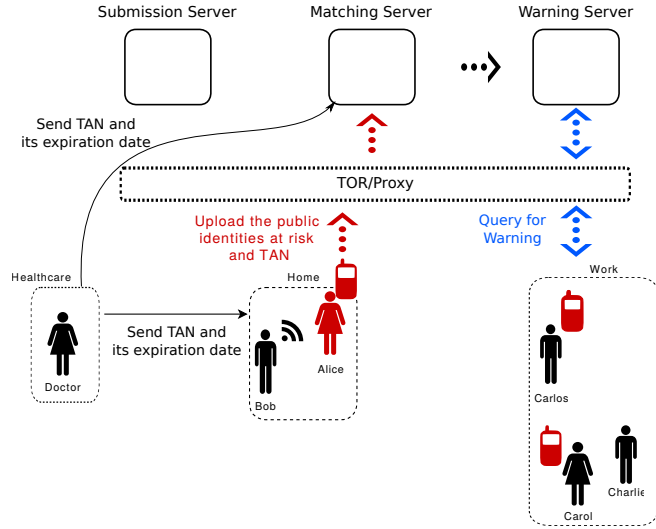 Submission Server
Matching Server
Warning Server
Send TAN and
its expiration date
TOR/Proxy
Upload the public
identities at risk
and TAN
Query for
Warning
Healthcare
Home
Work
Send TAN and
its expiration date
Doctor
Bob
Alice
Carlos
Carol
Charlie